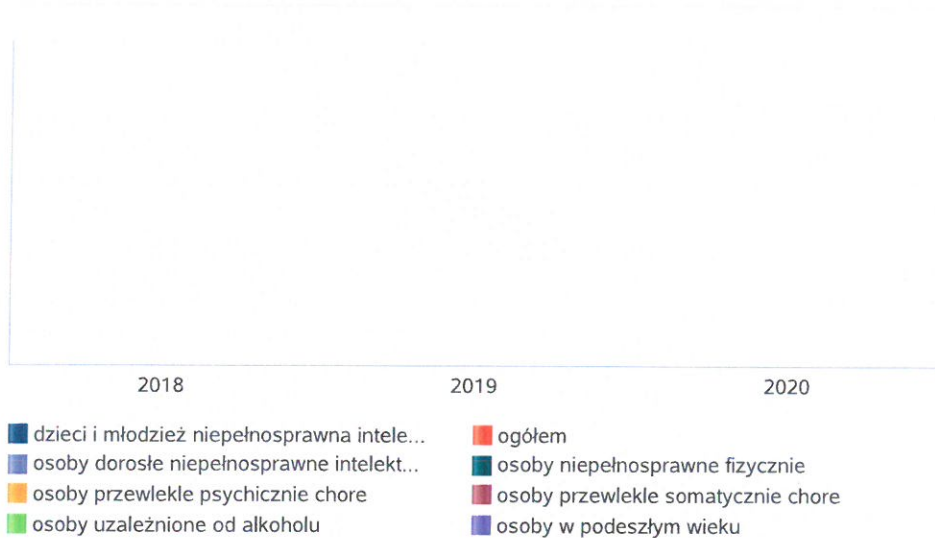 2018 2019 2020
dzieci i młodzież niepełnosprawna intele...
osoby dorosłe niepełnosprawne intelekt...
osoby przewlekle psychicznie chore
osoby uzależnione od alkoholu
ogółem
osoby niepełnosprawne fizycznie
osoby przewlekle somatycznie chore
osoby w podeszłym wieku